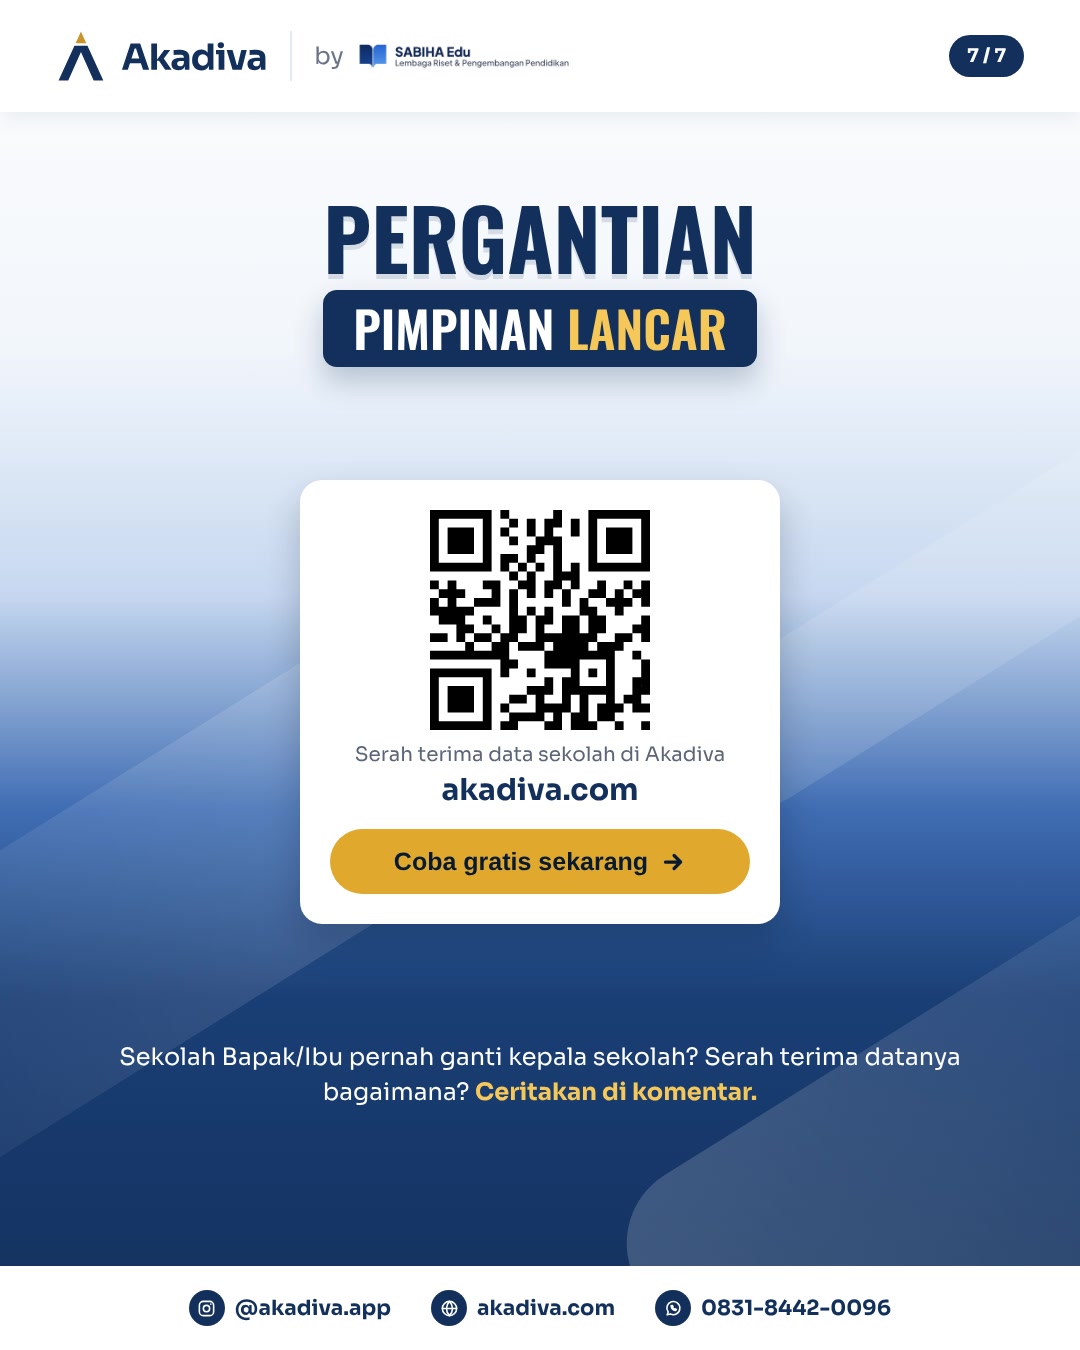 Akadiva
by
SABIHA Edu
Lembaga Riset & Pengembangan Pendidikan
7 / 7
PERGANTIAN
PIMPINAN LANCAR
Serah terima data sekolah di Akadiva
akadiva.com
Coba gratis sekarang →
Sekolah Bapak/Ibu pernah ganti kepala sekolah? Serah terima datanya
bagaimana? Ceritakan di komentar.
@akadiva.app
akadiva.com
0831-8442-0096